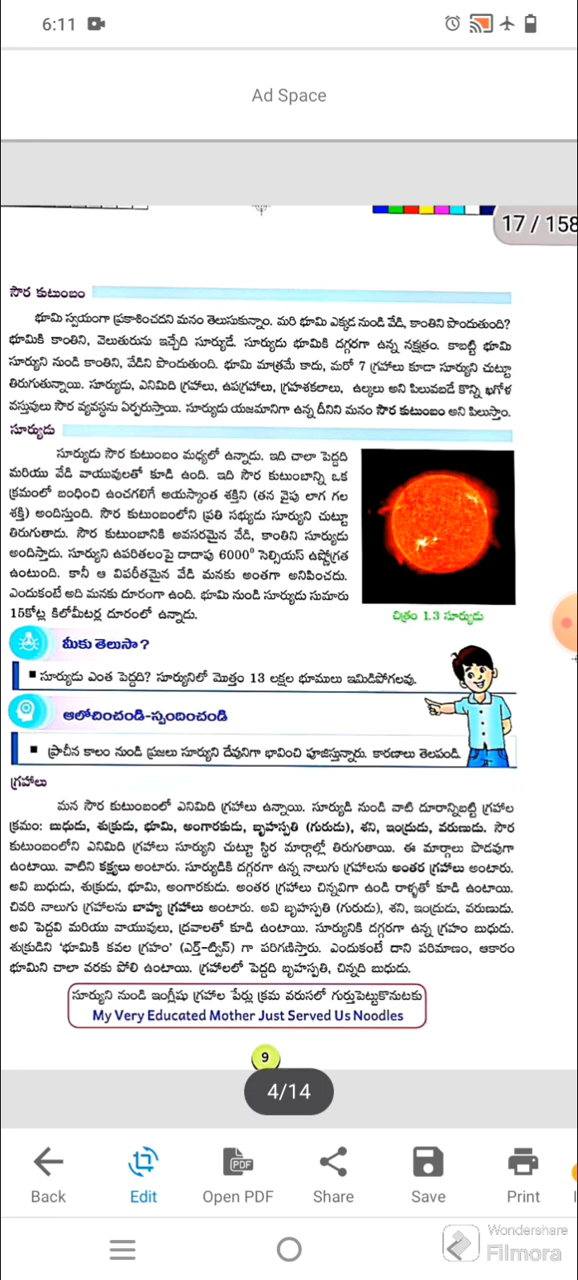 6:11
Ad Space
17 / 158
సౌర కుటుంబం
భూమి స్వయంగా ప్రకాశించదని మనం తెలుసుకున్నాం. మరి భూమి ఎక్కడ నుండి వేడి, కాంతిని పొందుతుంది?
భూమికి కాంతిని, వెలుతురును ఇచ్చేది సూర్యుడే. సూర్యుడు భూమికి దగ్గరగా ఉన్న నక్షత్రం. కాబట్టి భూమి
సూర్యుని నుండి కాంతిని, వేడిని పొందుతుంది. భూమి మాత్రమే కాదు, మరో 7 గ్రహాలు కూడా సూర్యుని చుట్టూ
తిరుగుతున్నాయి. సూర్యుడు, ఎనిమిది గ్రహాలు, ఉపగ్రహాలు, గ్రహశకలాలు, ఉల్కలు అని పిలువబడే కొన్ని ఖగోళ
వస్తువులు సౌర వ్యవస్థను ఏర్పరుస్తాయి. సూర్యుడు యజమానిగా ఉన్న దీనిని మనం సౌర కుటుంబం అని పిలుస్తాం.
సూర్యుడు
సూర్యుడు సౌర కుటుంబం మధ్యలో ఉన్నాడు. ఇది చాలా పెద్దది
మరియు వేడి వాయువులతో కూడి ఉంది. ఇది సౌర కుటుంబాన్ని ఒక
క్రమంలో బంధించి ఉంచగలిగే అయస్కాంత శక్తిని (తన వైపు లాగ గల
శక్తి) అందిస్తుంది. సౌర కుటుంబంలోని ప్రతి సభ్యుడు సూర్యుని చుట్టూ
తిరుగుతాడు. సౌర కుటుంబానికి అవసరమైన వేడి, కాంతిని సూర్యుడు
అందిస్తాడు. సూర్యుని ఉపరితలంపై దాదాపు 6000° సెల్సియస్ ఉష్ణోగ్రత
ఉంటుంది. కానీ ఆ విపరీతమైన వేడి మనకు అంతగా అనిపించదు.
ఎందుకంటే అది మనకు దూరంగా ఉంది. భూమి నుండి సూర్యుడు సుమారు
15కోట్ల కిలోమీటర్ల దూరంలో ఉన్నాడు.
చిత్రం 1.3 సూర్యుడు
మీకు తెలుసా?
■ సూర్యుడు ఎంత పెద్దది? సూర్యునిలో మొత్తం 13 లక్షల భూములు ఇమిడిపోగలవు.
ఆలోచించండి-స్పందించండి
■ ప్రాచీన కాలం నుండి ప్రజలు సూర్యుని దేవునిగా భావించి పూజిస్తున్నారు. కారణాలు తెలపండి.
గ్రహాలు
మన సౌర కుటుంబంలో ఎనిమిది గ్రహాలు ఉన్నాయి. సూర్యుడి నుండి వాటి దూరాన్నిబట్టి గ్రహాల
క్రమం: బుధుడు, శుక్రుడు, భూమి, అంగారకుడు, బృహస్పతి (గురుడు), శని, ఇంద్రుడు, వరుణుడు. సౌర
కుటుంబంలోని ఎనిమిది గ్రహాలు సూర్యుని చుట్టూ స్థిర మార్గాల్లో తిరుగుతాయి. ఈ మార్గాలు పొడవుగా
ఉంటాయి. వాటిని కక్ష్యలు అంటారు. సూర్యుడికి దగ్గరగా ఉన్న నాలుగు గ్రహాలను అంతర గ్రహాలు అంటారు.
అవి బుధుడు, శుక్రుడు, భూమి, అంగారకుడు. అంతర గ్రహాలు చిన్నవిగా ఉండి రాళ్ళతో కూడి ఉంటాయి.
చివరి నాలుగు గ్రహాలను బాహ్య గ్రహాలు అంటారు. అవి బృహస్పతి (గురుడు), శని, ఇంద్రుడు, వరుణుడు.
అవి పెద్దవి మరియు వాయువులు, ద్రవాలతో కూడి ఉంటాయి. సూర్యునికి దగ్గరగా ఉన్న గ్రహం బుధుడు.
శుక్రుడిని 'భూమికి కవల గ్రహం' (ఎర్త్-ట్విన్) గా పరిగణిస్తారు. ఎందుకంటే దాని పరిమాణం, ఆకారం
భూమిని చాలా వరకు పోలి ఉంటాయి. గ్రహాలలో పెద్దది బృహస్పతి, చిన్నది బుధుడు.
సూర్యుని నుండి ఇంగ్లీషు గ్రహాల పేర్లు క్రమ వరుసలో గుర్తుపెట్టుకొనుటకు
My Very Educated Mother Just Served Us Noodles
9
4/14
PDF
Back Edit Open PDF Share Save Print
Wondershare
Filmora